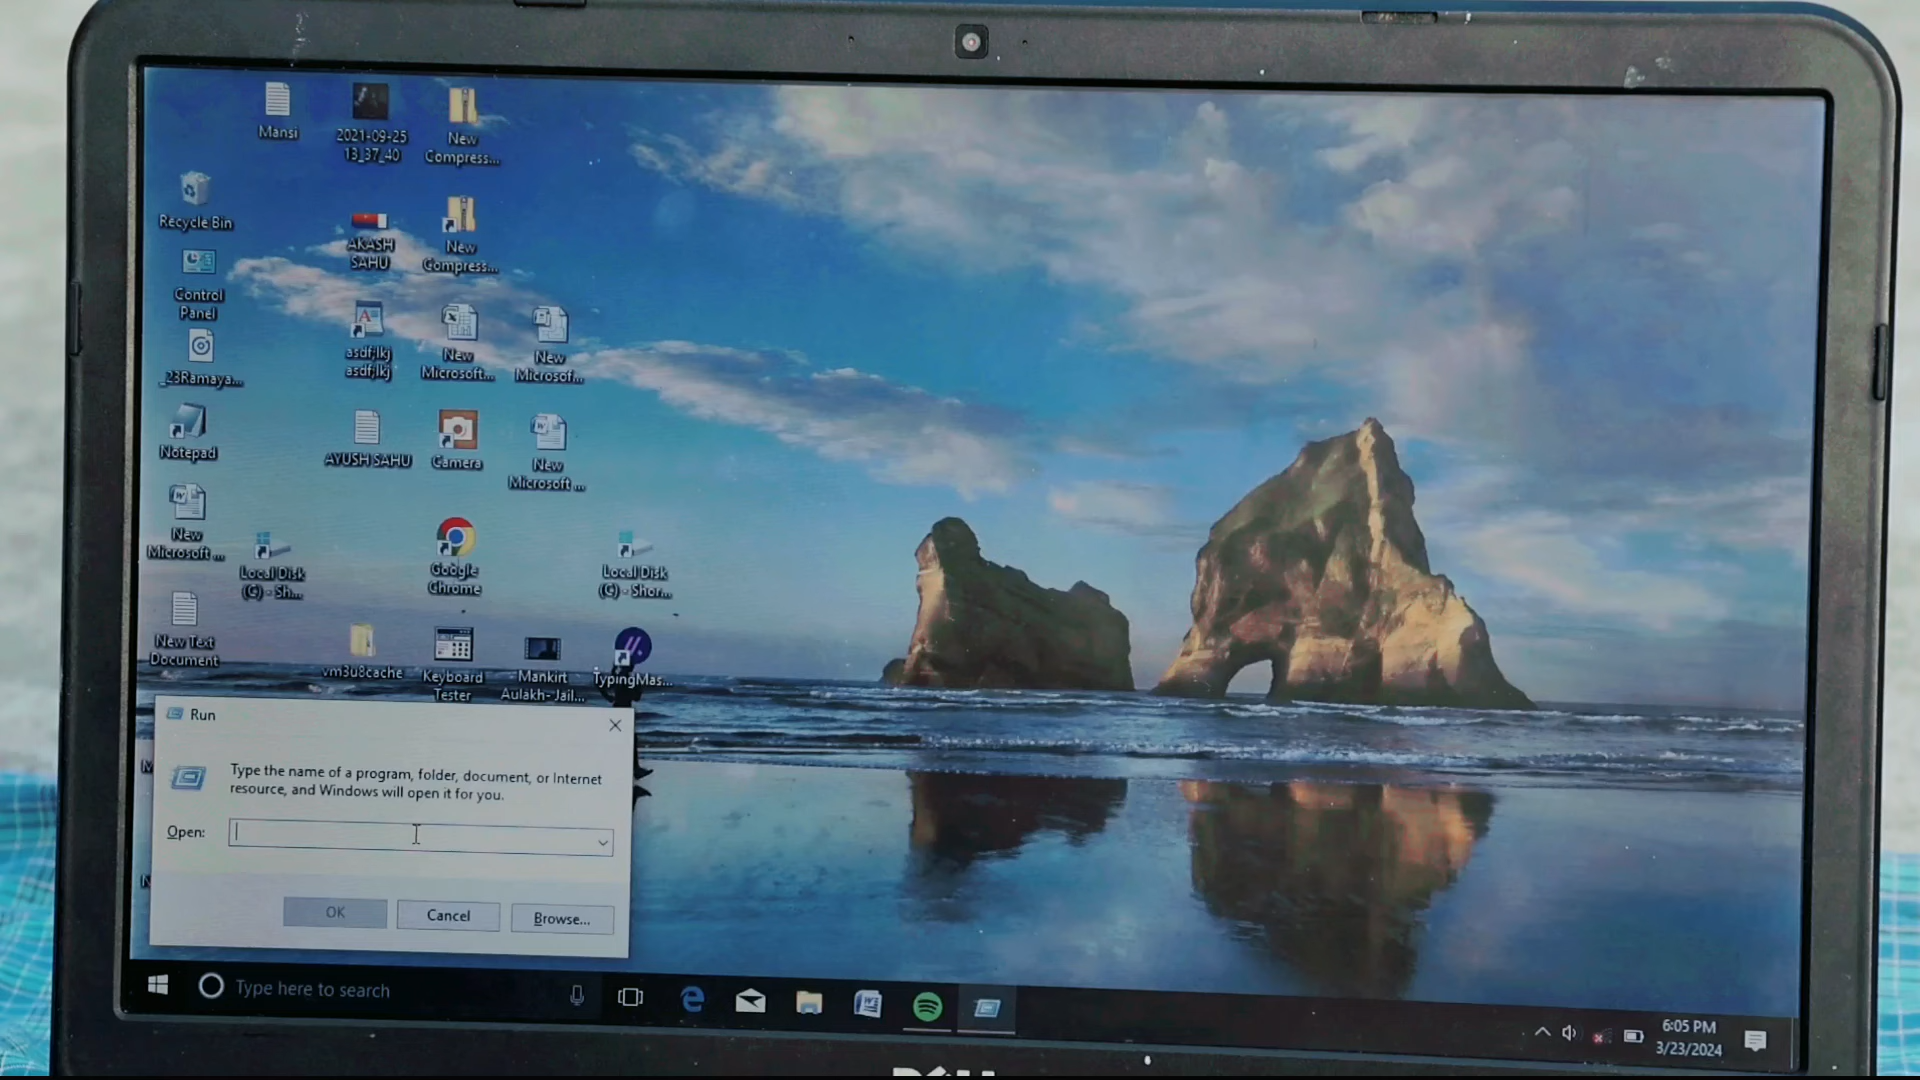 Mansi
2021-09-25
13_37_40
New
Compress...
Recycle Bin
AKASH
SAHU
New
Compress...
Control
Panel
asdf;lkj
asdf;lkj
New
Microsoft...
New
Microsof...
_23Ramaya...
Notepad
AYUSH SAHU
Camera
New
Microsoft ...
New
Microsoft ...
Local Disk
(C) - Sh...
Google
Chrome
Local Disk
(C) - Shor...
New Text
Document
vm3u8cache
Keyboard
Tester
Mankirt
Aulakh- Jail...
TypingMas...
Run
Type the name of a program, folder, document, or Internet
resource, and Windows will open it for you.
Open:
OK
Cancel
Browse...
Type here to search
6:05 PM
3/23/2024